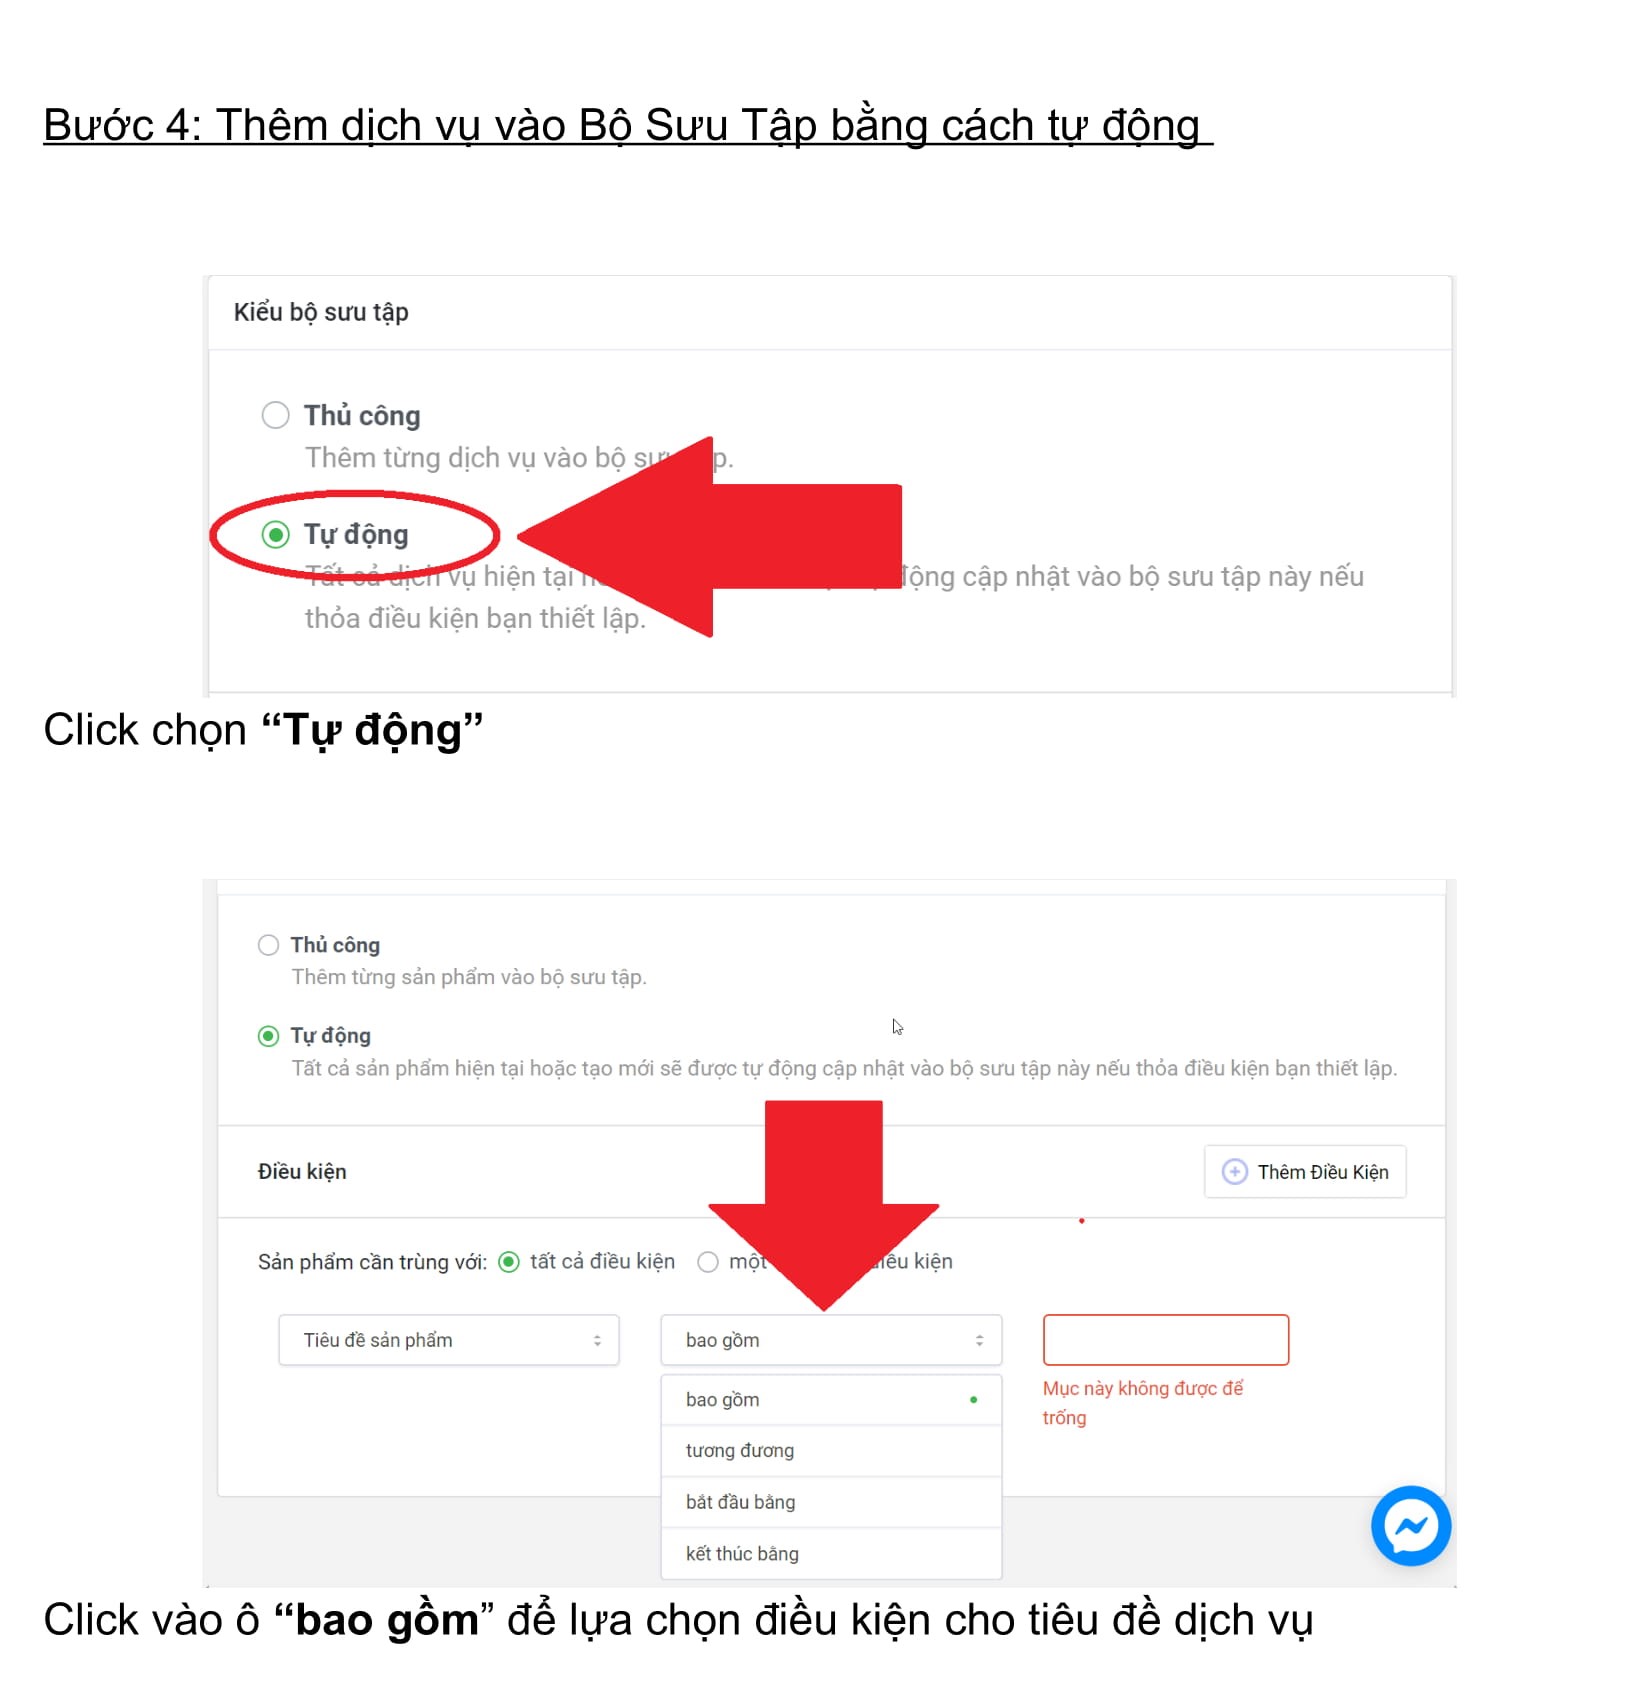 Bước 4: Thêm dịch vụ vào Bộ Sưu Tập bằng cách tự động
Kiểu bộ sưu tập
Thủ công
Thêm từng dịch vụ vào bộ
Tự động
Tất cả dịch vụ hiện tại động cập nhật vào bộ sưu tập này nếu
thỏa điều kiện bạn thiết lập.
Click chọn “Tự động”
Thủ công
Thêm từng sản phẩm vào bộ sưu tập.
Tự động
Tất cả sản phẩm hiện tại hoặc tạo mới sẽ được tự động cập nhật vào bộ sưu tập này nếu thỏa điều kiện bạn thiết lập.
Điều kiện
Thêm Điều Kiện
Sản phẩm cần trùng với: tất cả điều kiện một điều kiện
Tiêu đề sản phẩm
bao gồm
bao gồm
tương đương
bắt đầu bằng
kết thúc bằng
Mục này không được để
trống
Click vào ô “bao gồm” để lựa chọn điều kiện cho tiêu đề dịch vụ